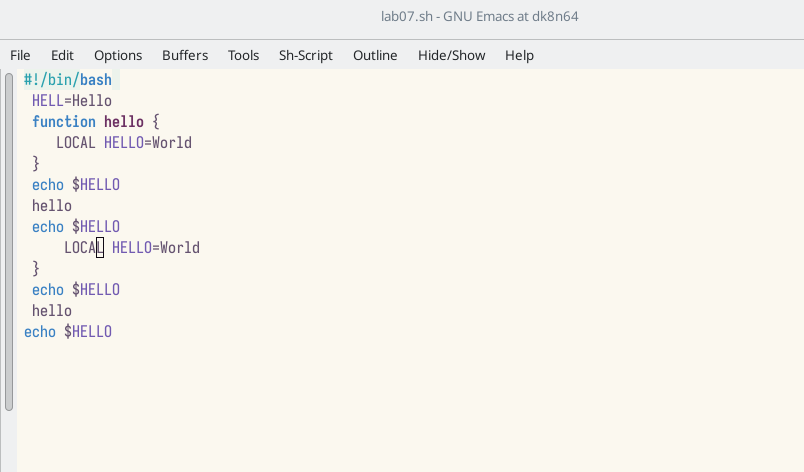 lab07.sh - GNU Emacs at dk8n64
File Edit Options Buffers Tools Sh-Script Outline Hide/Show Help
#!/bin/bash
HELL=Hello
function hello {
LOCAL HELLO=World
}
echo $HELLO
hello
echo $HELLO
LOCAL HELLO=World
}
echo $HELLO
hello
echo $HELLO